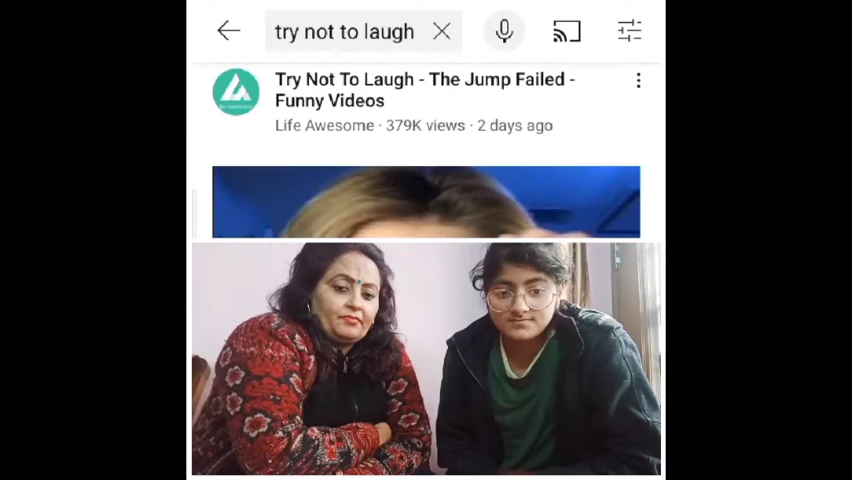 try not to laugh
Try Not To Laugh - The Jump Failed -
Funny Videos
Life Awesome · 379K views · 2 days ago